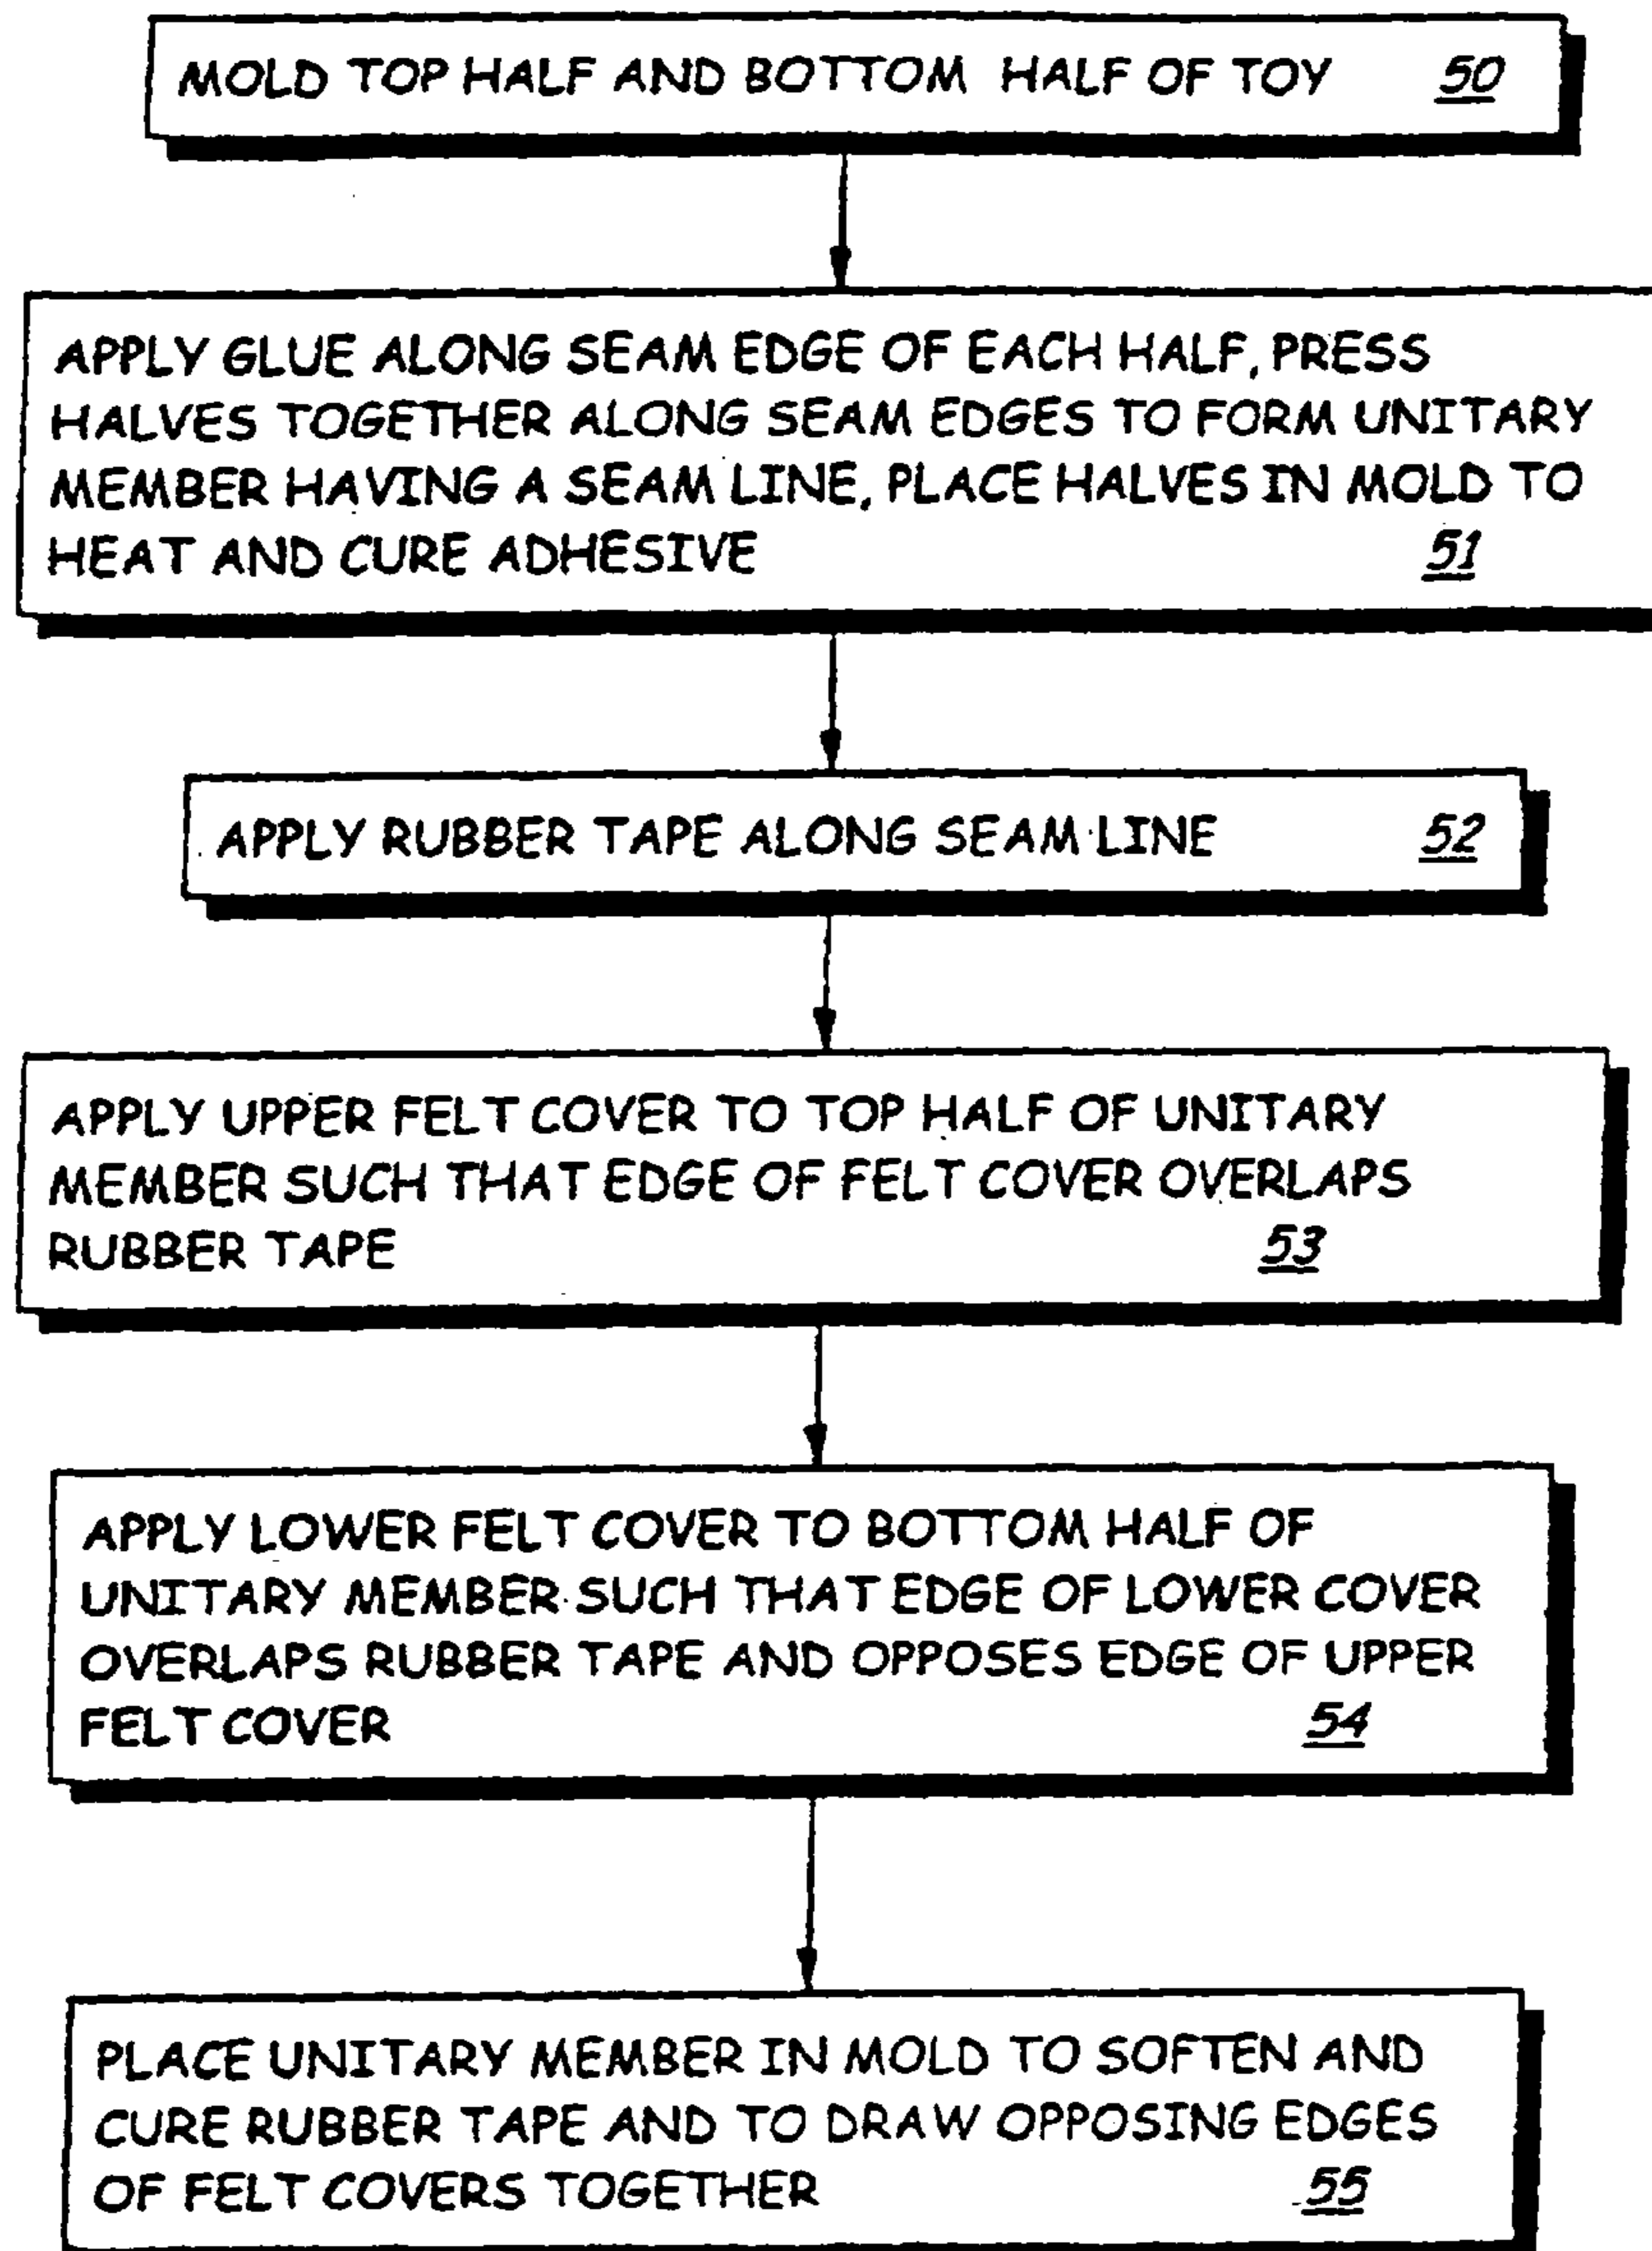 MOLD TOP HALF AND BOTTOM HALF OF TOY 50
APPLY GLUE ALONG SEAM EDGE OF EACH HALF, PRESS
HALVES TOGETHER ALONG SEAM EDGES TO FORM UNITARY
MEMBER HAVING A SEAM LINE, PLACE HALVES IN MOLD TO
HEAT AND CURE ADHESIVE 51
APPLY RUBBER TAPE ALONG SEAM LINE 52
APPLY UPPER FELT COVER TO TOP HALF OF UNITARY
MEMBER SUCH THAT EDGE OF FELT COVER OVERLAPS
RUBBER TAPE 53
APPLY LOWER FELT COVER TO BOTTOM HALF OF
UNITARY MEMBER SUCH THAT EDGE OF LOWER COVER
OVERLAPS RUBBER TAPE AND OPPOSES EDGE OF UPPER
FELT COVER 54
PLACE UNITARY MEMBER IN MOLD TO SOFTEN AND
CURE RUBBER TAPE AND TO DRAW OPPOSING EDGES
OF FELT COVERS TOGETHER 55